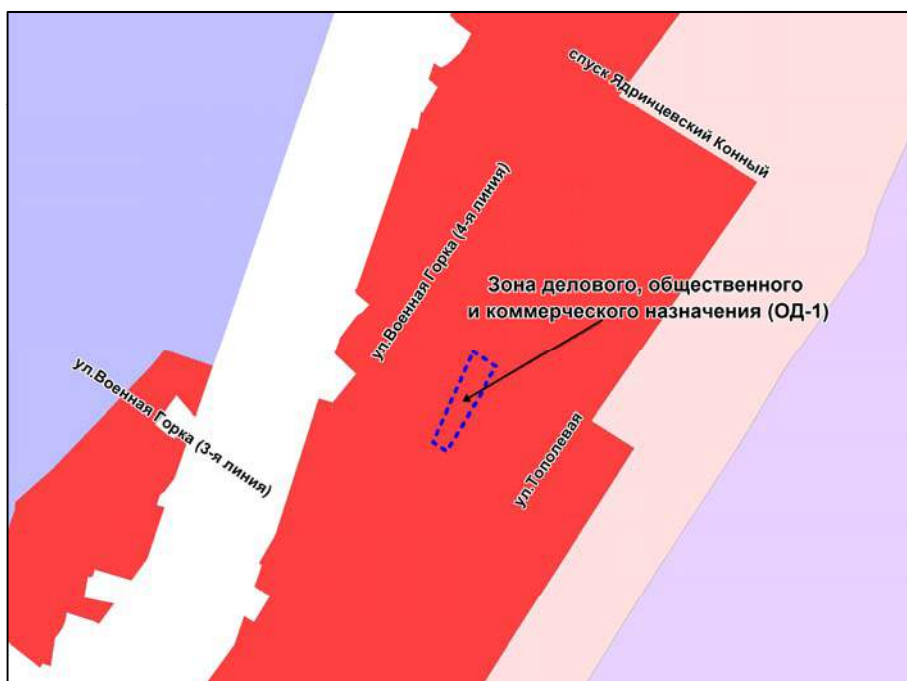 спуск Ядринцевский Конный
ул.Военная Горка (4-я линия)
Зона делового, общественного
и коммерческого назначения (ОД-1)
ул.Военная Горка (3-я линия)
ул.Тополевая